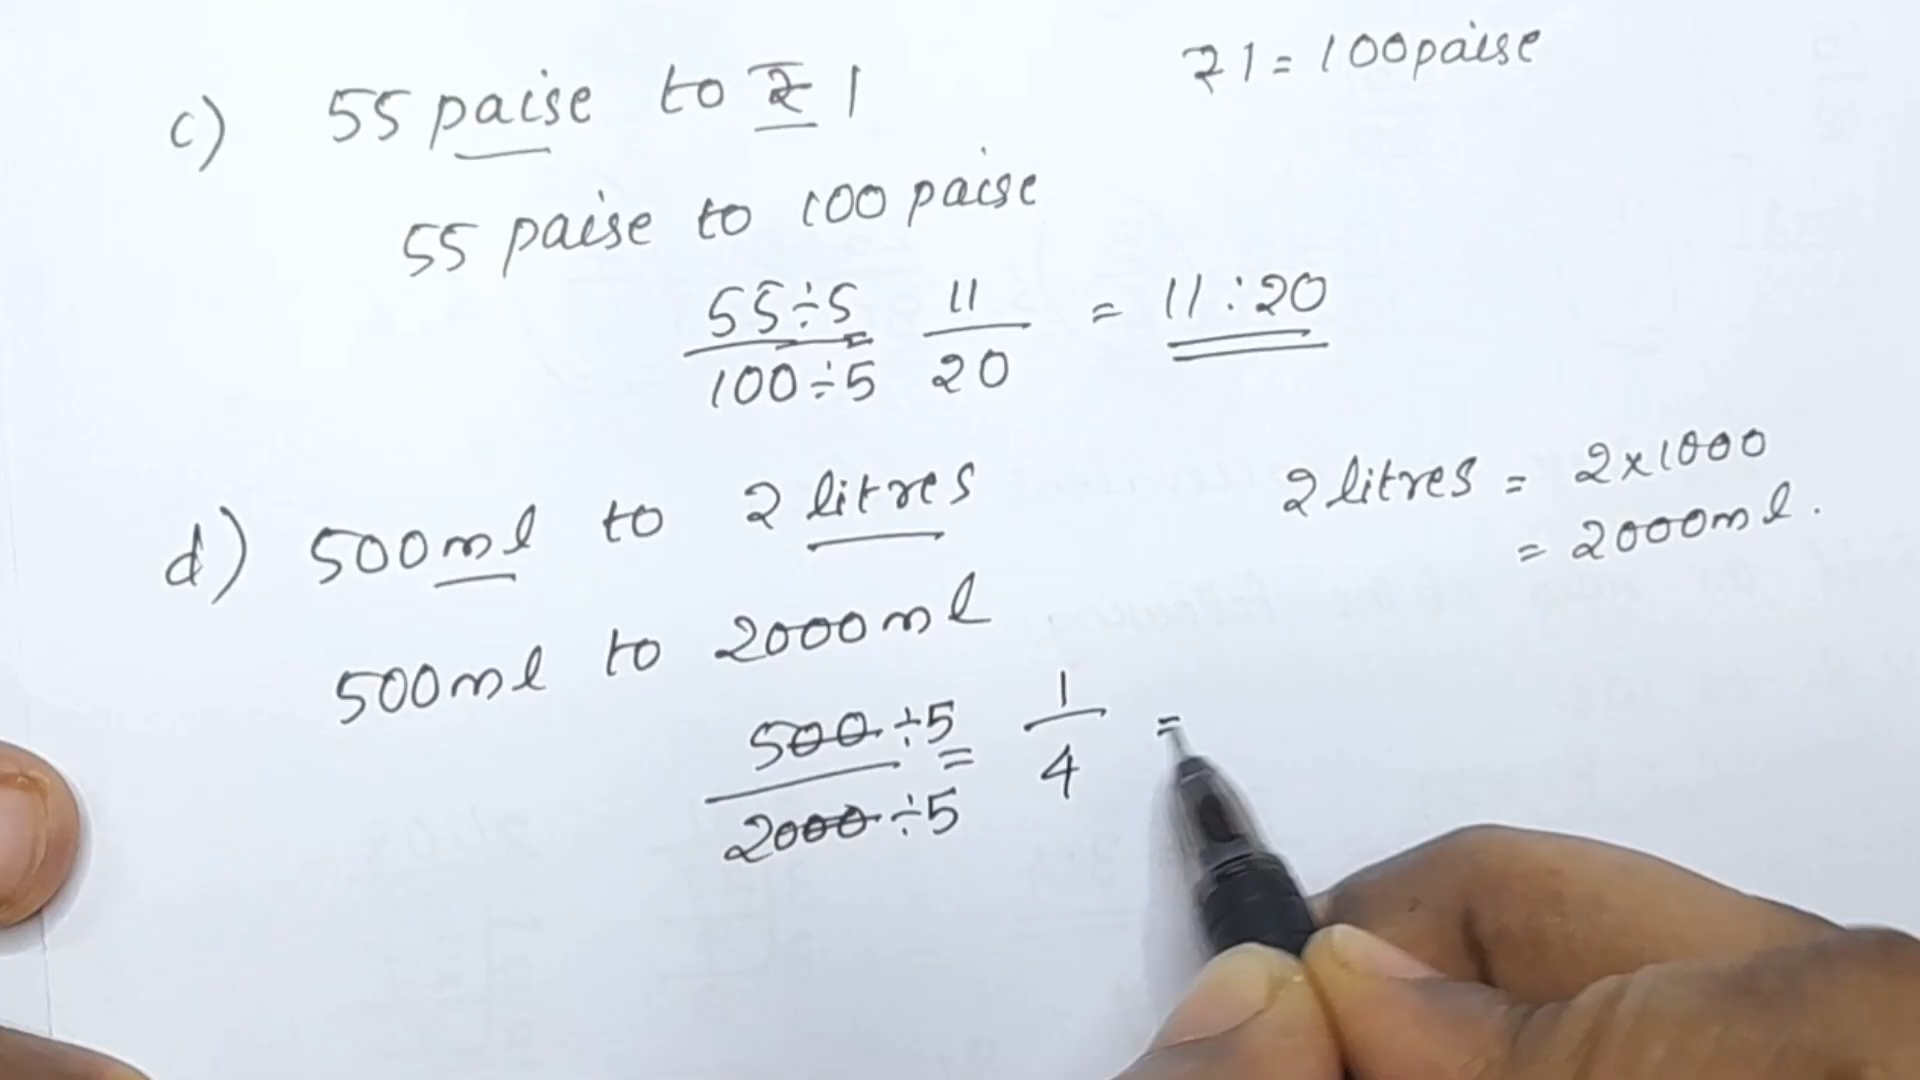 c) 55 paise to ₹ 1
₹1 = 100 paise
55 paise to 100 paise
55÷5 / 100÷5 11 / 20 = 11:20
d) 500ml to 2 litres
2 litres = 2×1000
= 2000ml.
500ml to 2000ml
500÷5 / 2000÷5 = 1 / 4 =